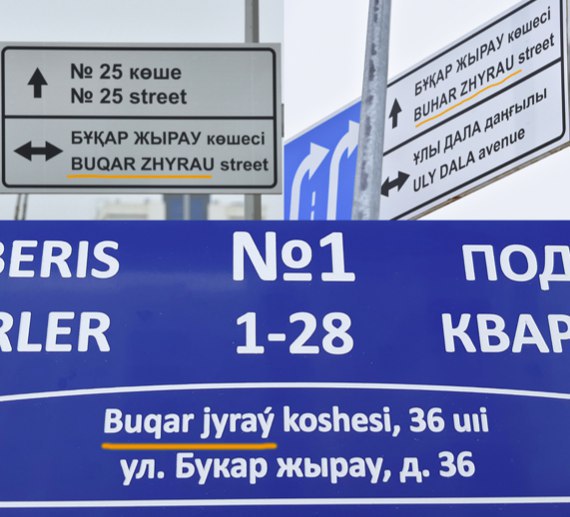 № 25 көше
№ 25 street
БҰҚАР ЖЫРАУ көшесі
BUQAR ZHYRAU street
БҰҚАР ЖЫРАУ көшесі
BUHAR ZHYRAU street
ҰЛЫ ДАЛА даңғылы
ULY DALA avenue
BERIS №1 ПОД
RLER 1-28 КВАР
Buqar jyraý koshesi, 36 uıi
ул. Букар жырау, д. 36